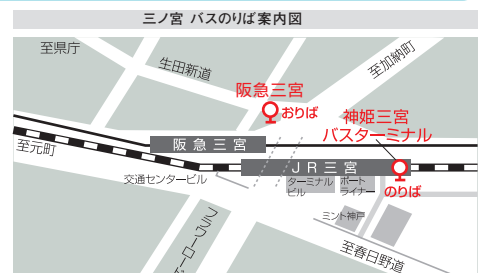 三ノ宮 バスのりば案内図
至県庁
生田新道
至加納町
阪急三宮
おりば
神姫三宮
バスターミナル
阪急三宮
至元町
JR三宮
交通センタービル
ターミナル
ビル
ポート
ライナー
のりば
フラワーロード
ミント神戸
至春日野道